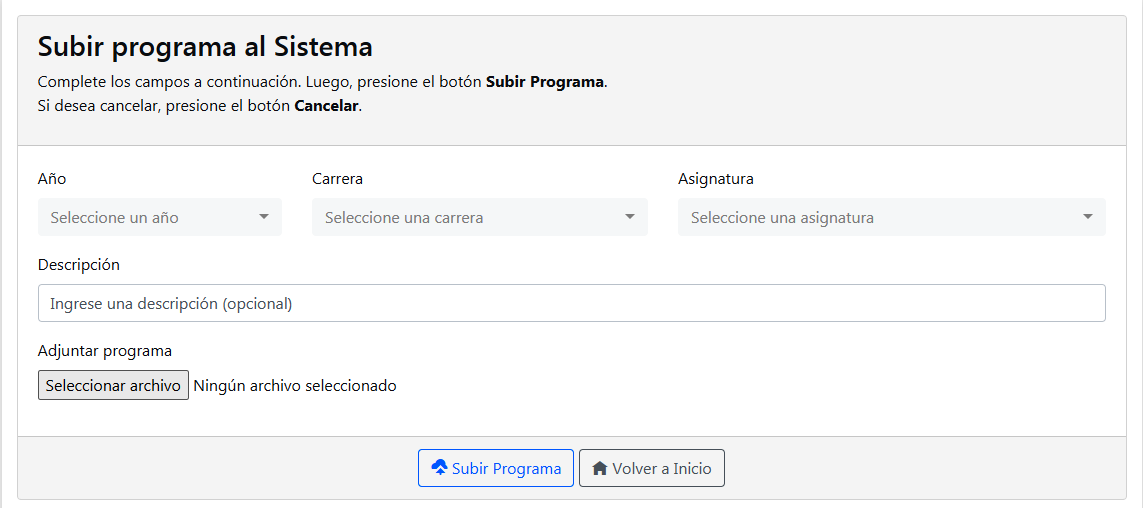 Subir programa al Sistema
Complete los campos a continuación. Luego, presione el botón Subir Programa.
Si desea cancelar, presione el botón Cancelar.
Año Carrera Asignatura
Seleccione un año Seleccione una carrera Seleccione una asignatura
Descripción
Ingrese una descripción (opcional)
Adjuntar programa
Seleccionar archivo Ningún archivo seleccionado
Subir Programa Volver a Inicio